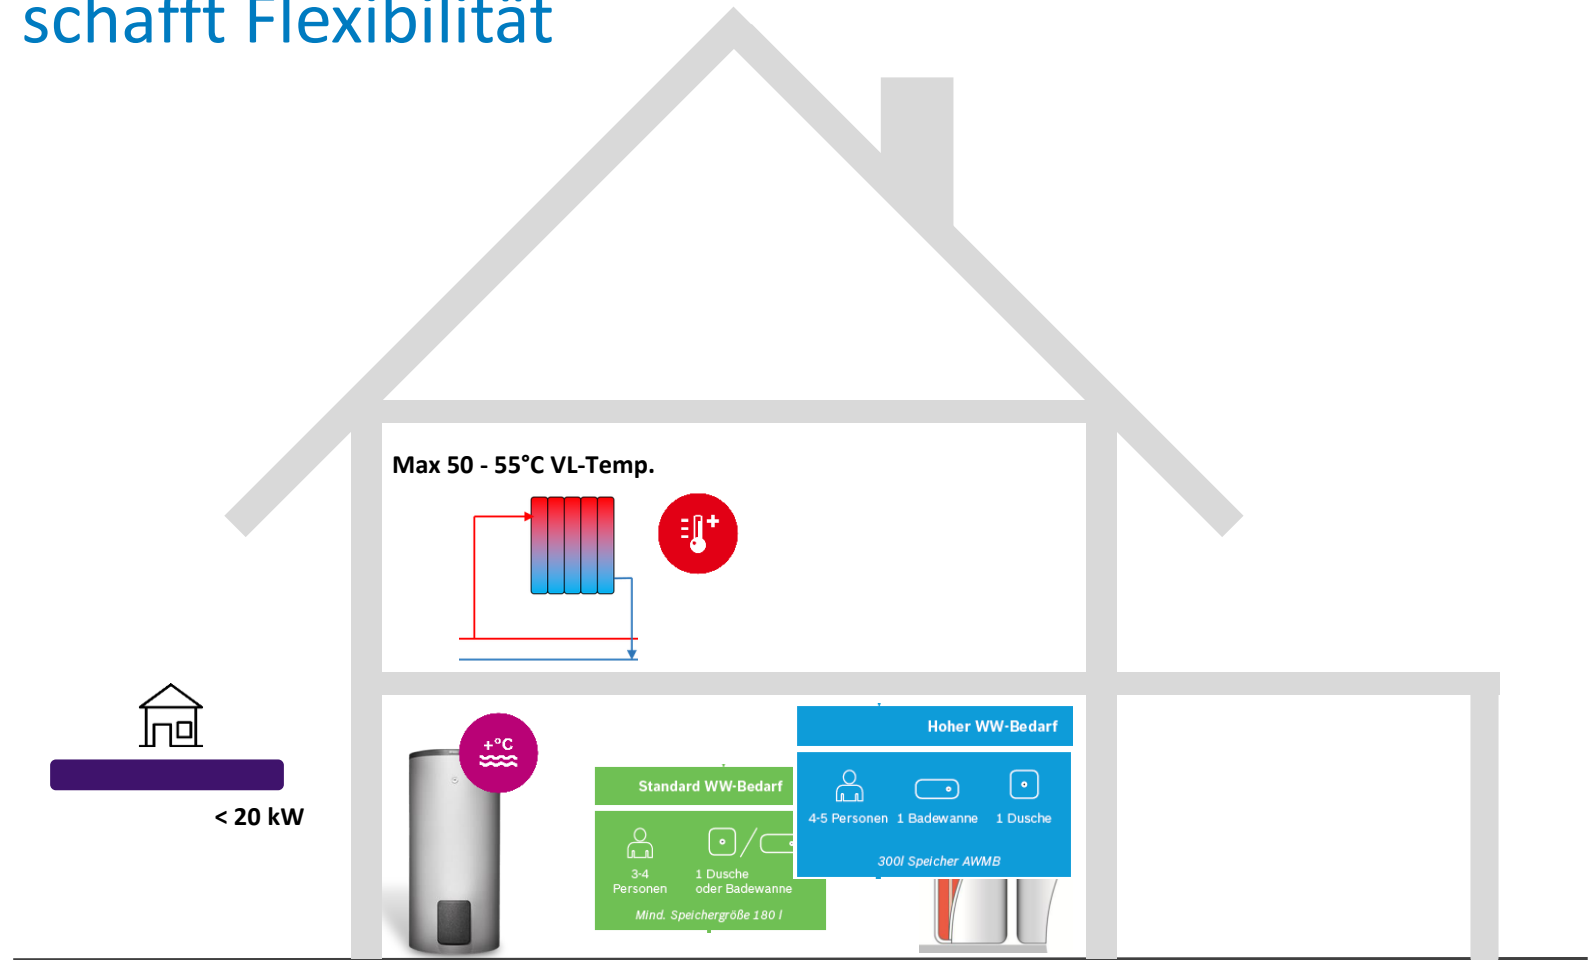 schafft Flexibilität
Max 50 - 55°C VL-Temp.
< 20 kW
+°C
Standard WW-Bedarf
3-4
Personen
1 Dusche
oder Badewanne
Mind. Speichergröße 180 l
Hoher WW-Bedarf
4-5 Personen
1 Badewanne
1 Dusche
300l Speicher AWMB